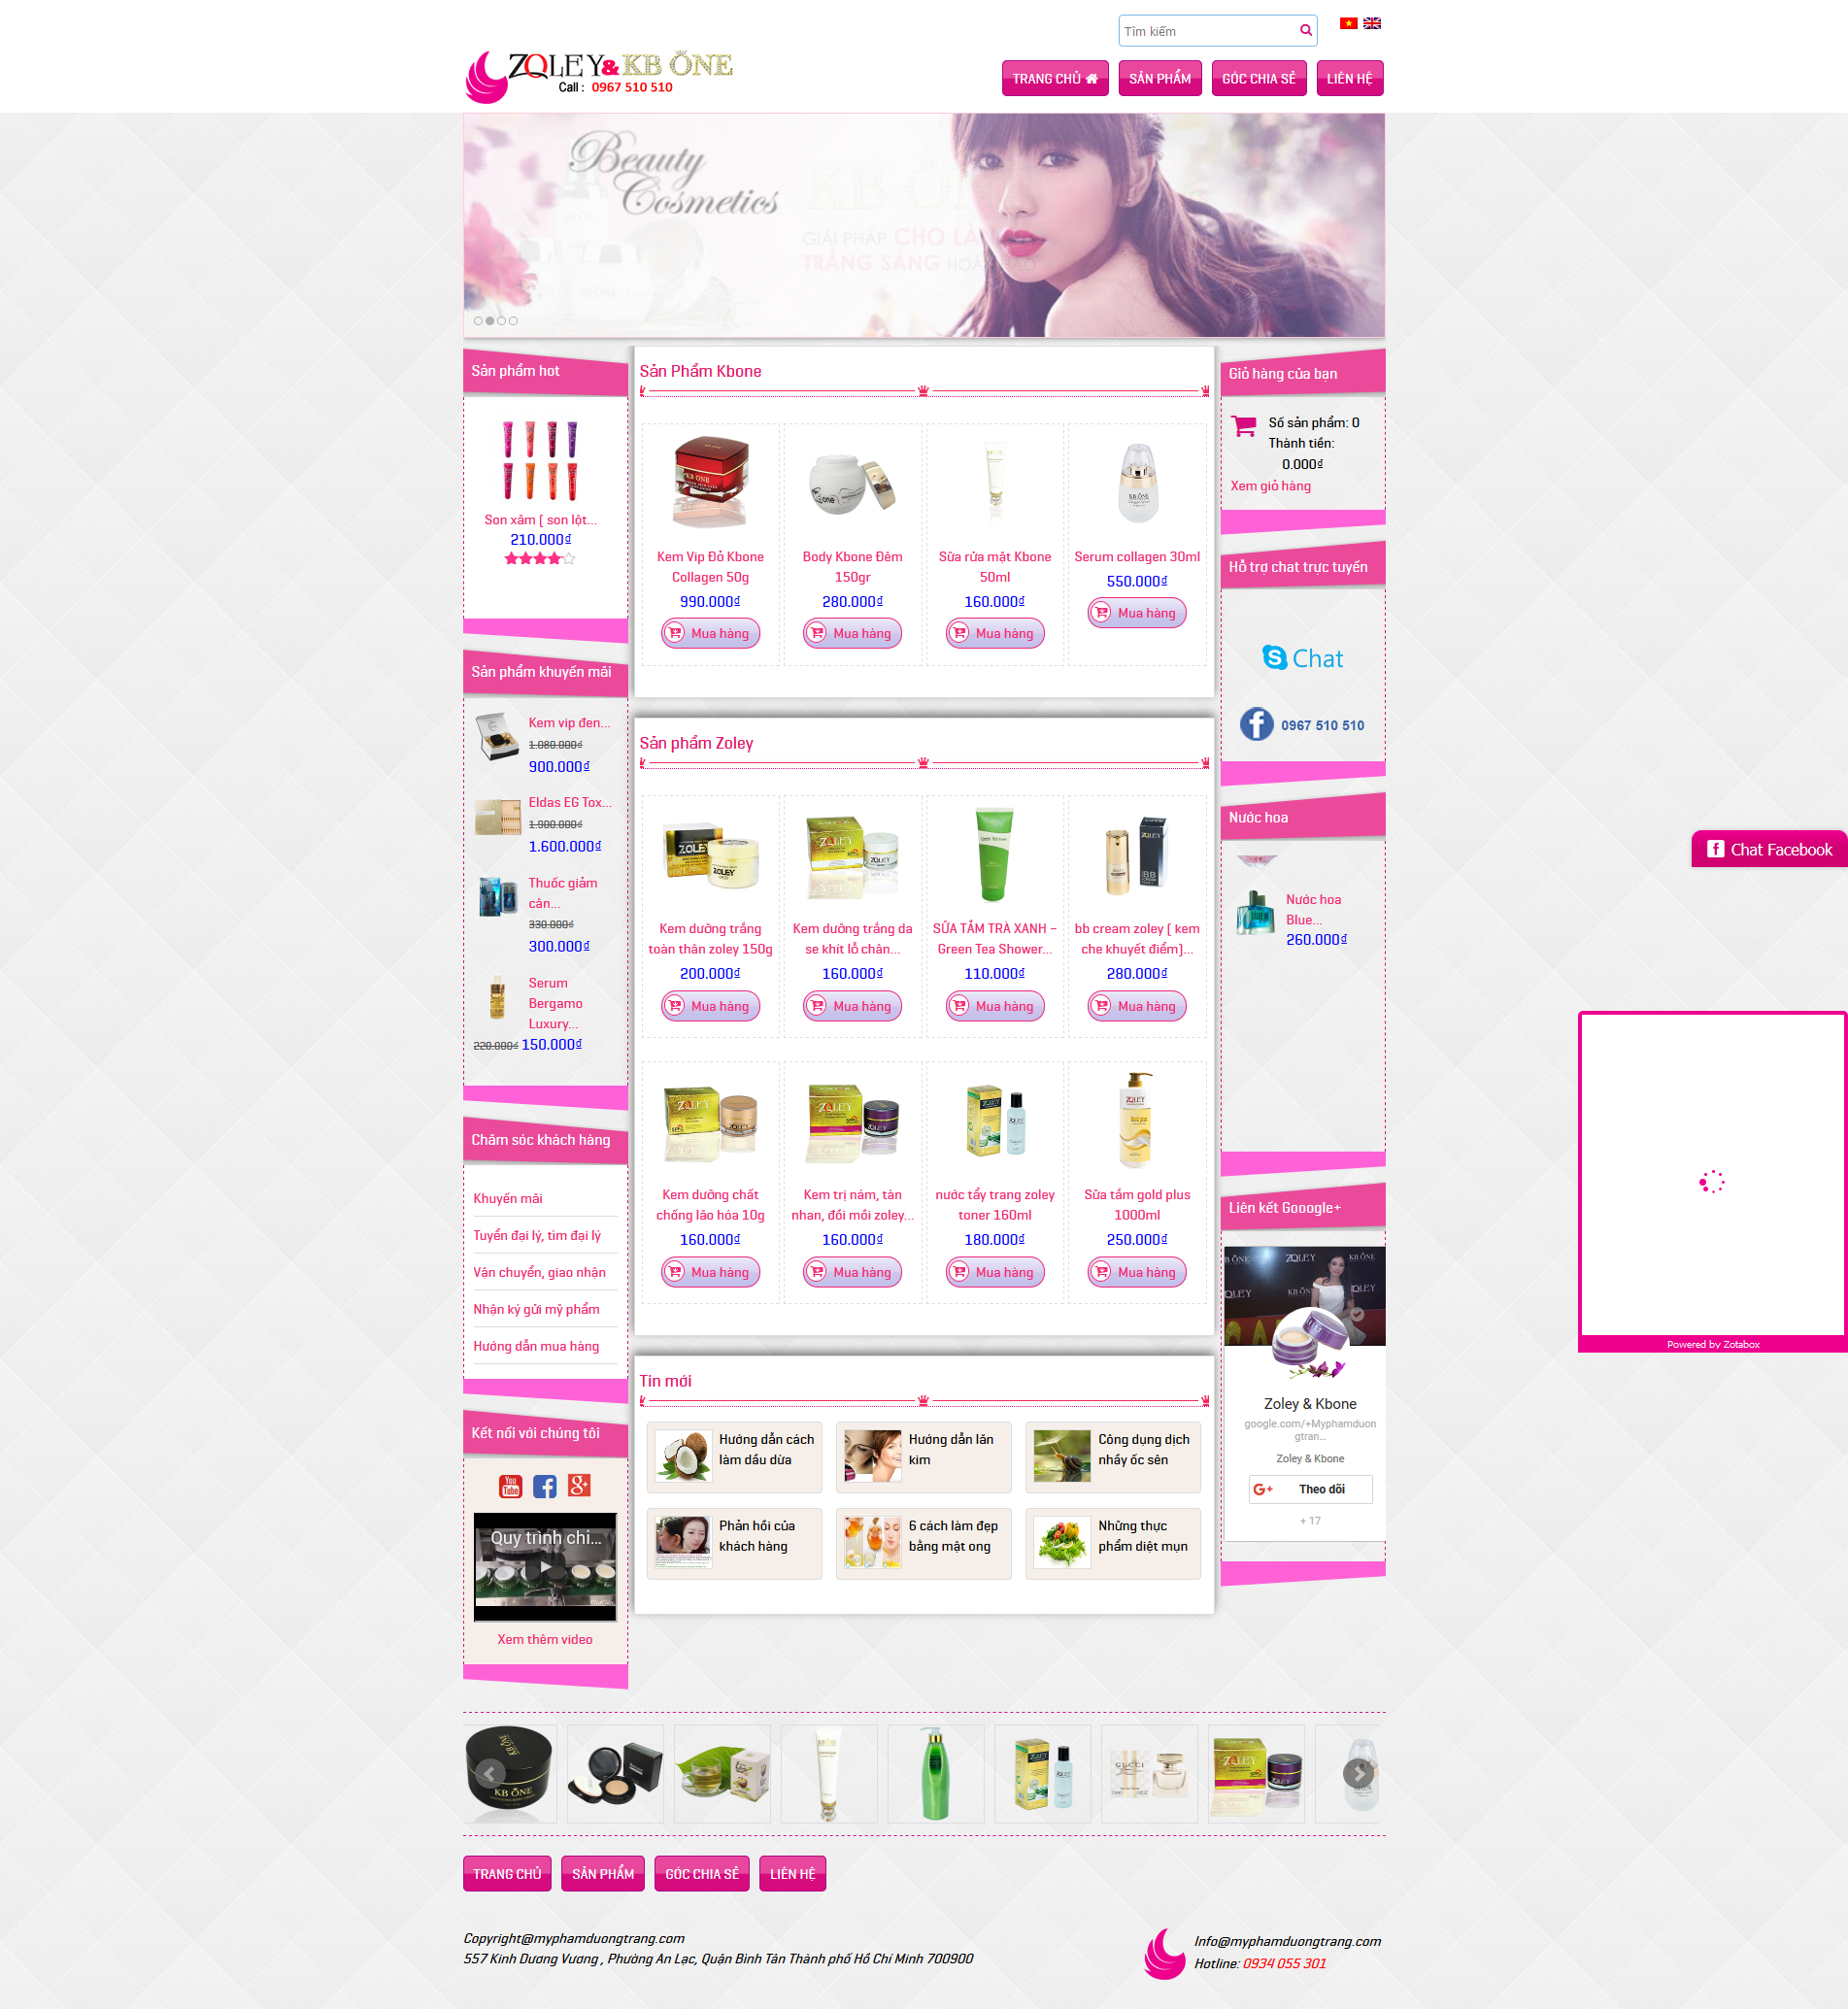 Tìm kiếm
ZOLEY & KB ÖNE
Call : 0967 510 510
TRANG CHỦ
SẢN PHẨM
GÓC CHIA SẺ
LIÊN HỆ
Beauty
Cosmetics
KB
GIẢI PHÁP CHO
TRẮNG SÁNG
Sản phẩm hot
Son xăm ( son lột...
210.000₫
Sản phẩm khuyến mãi
Kem vip đen...
1.080.000₫
900.000₫
Eldas EG Tox...
1.900.000₫
1.600.000₫
Thuốc giảm
cân...
330.000₫
300.000₫
Serum
Bergamo
Luxury...
220.000₫ 150.000₫
Chăm sóc khách hàng
Khuyến mãi
Tuyển đại lý, tìm đại lý
Vận chuyển, giao nhận
Nhận ký gửi mỹ phẩm
Hướng dẫn mua hàng
Kết nối với chúng tôi
You
Tube
Quy trình chi...
Xem thêm video
Sản Phẩm Kbone
Kem Vip Đỏ Kbone
Collagen 50g
990.000₫
Mua hàng
Body Kbone Đêm
150gr
280.000₫
Mua hàng
Sữa rửa mặt Kbone
50ml
160.000₫
Mua hàng
Serum collagen 30ml
550.000₫
Mua hàng
Sản phẩm Zoley
Kem dưỡng trắng
toàn thân zoley 150g
200.000₫
Mua hàng
Kem dưỡng trắng da
se khít lỗ chân...
160.000₫
Mua hàng
SỮA TẮM TRÀ XANH –
Green Tea Shower...
110.000₫
Mua hàng
bb cream zoley ( kem
che khuyết điểm)...
280.000₫
Mua hàng
Kem dưỡng chất
chống lão hóa 10g
160.000₫
Mua hàng
Kem trị nám, tàn
nhan, đồi mồi zoley...
160.000₫
Mua hàng
nước tẩy trang zoley
toner 160ml
180.000₫
Mua hàng
Sữa tắm gold plus
1000ml
250.000₫
Mua hàng
Tin mới
Hướng dẫn cách
làm dầu dừa
Hướng dẫn lăn
kim
Công dụng dịch
nhầy ốc sên
Phản hồi của
khách hàng
6 cách làm đẹp
bằng mật ong
Những thực
phẩm diệt mụn
Giỏ hàng của bạn
Số sản phẩm: 0
Thành tiền:
0.000₫
Xem giỏ hàng
Hỗ trợ chat trực tuyến
Chat
0967 510 510
Nước hoa
Nước hoa
Blue...
260.000₫
Liên kết Gooogle+
Zoley & Kbone
google.com/+Myphamduon
gtran...
Zoley & Kbone
Theo dõi
+ 17
Chat Facebook
Powered by Zotabox
TRANG CHỦ
SẢN PHẨM
GÓC CHIA SẺ
LIÊN HỆ
Copyright@myphamduongtrang.com
557 Kinh Dương Vương , Phường An Lạc, Quận Bình Tân Thành phố Hồ Chí Minh 700900
Info@myphamduongtrang.com
Hotline: 0934 055 301